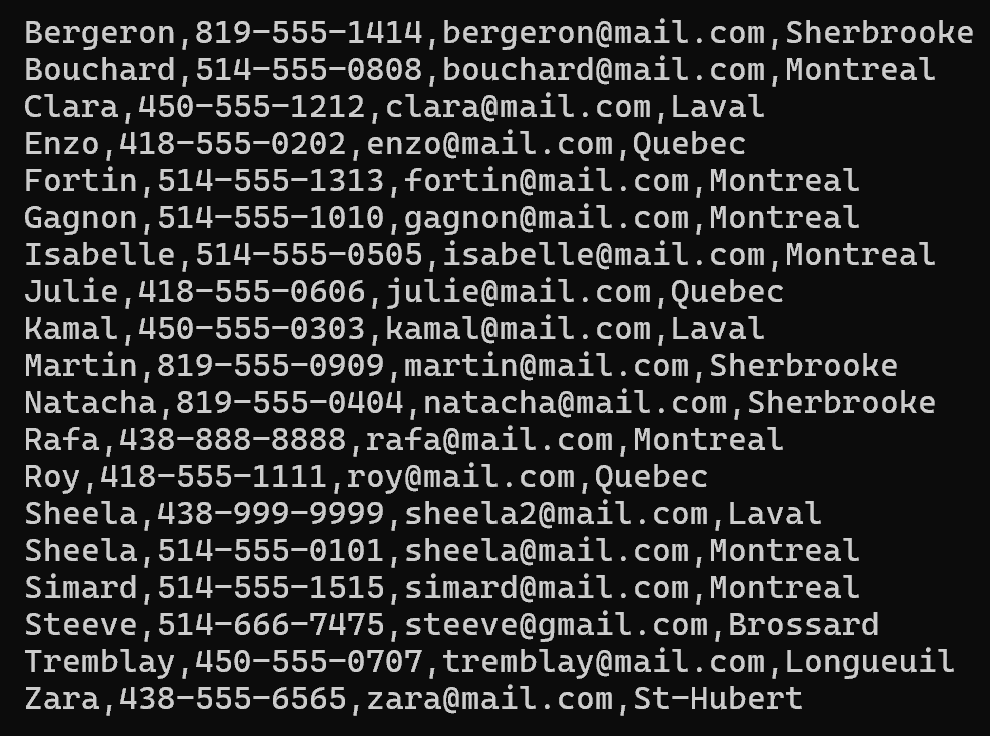 Bergeron,819-555-1414,bergeron@mail.com,Sherbrooke
Bouchard,514-555-0808,bouchard@mail.com,Montreal
Clara,450-555-1212,clara@mail.com,Laval
Enzo,418-555-0202,enzo@mail.com,Quebec
Fortin,514-555-1313,fortin@mail.com,Montreal
Gagnon,514-555-1010,gagnon@mail.com,Montreal
Isabelle,514-555-0505,isabelle@mail.com,Montreal
Julie,418-555-0606,julie@mail.com,Quebec
Kamal,450-555-0303,kamal@mail.com,Laval
Martin,819-555-0909,martin@mail.com,Sherbrooke
Natacha,819-555-0404,natacha@mail.com,Sherbrooke
Rafa,438-888-8888,rafa@mail.com,Montreal
Roy,418-555-1111,roy@mail.com,Quebec
Sheela,438-999-9999,sheela2@mail.com,Laval
Sheela,514-555-0101,sheela@mail.com,Montreal
Simard,514-555-1515,simard@mail.com,Montreal
Steeve,514-666-7475,steeve@gmail.com,Brossard
Tremblay,450-555-0707,tremblay@mail.com,Longueuil
Zara,438-555-6565,zara@mail.com,St-Hubert